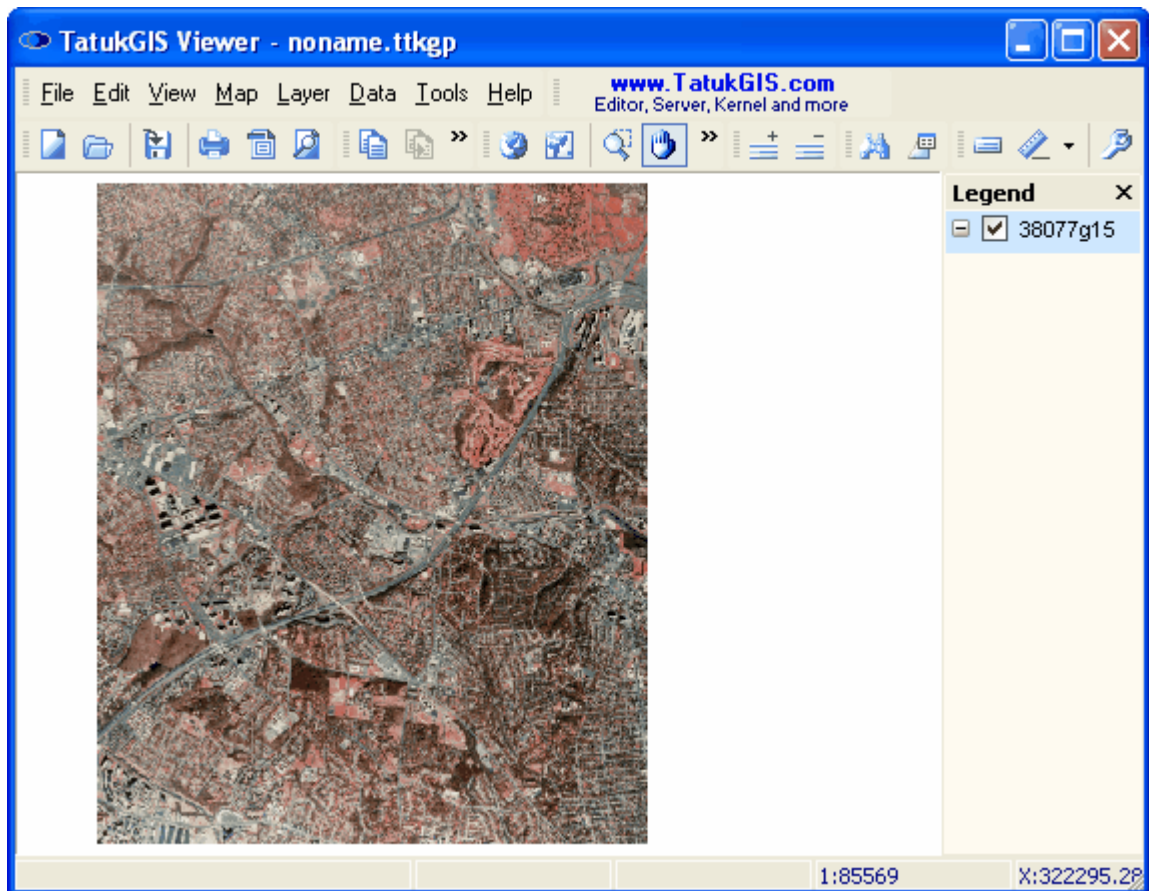 TatukGIS Viewer - noname.ttkgp
File Edit View Map Layer Data Tools Help
www.TatukGIS.com
Editor, Server, Kernel and more
Legend
38077g15
1:85569
X:322295.28